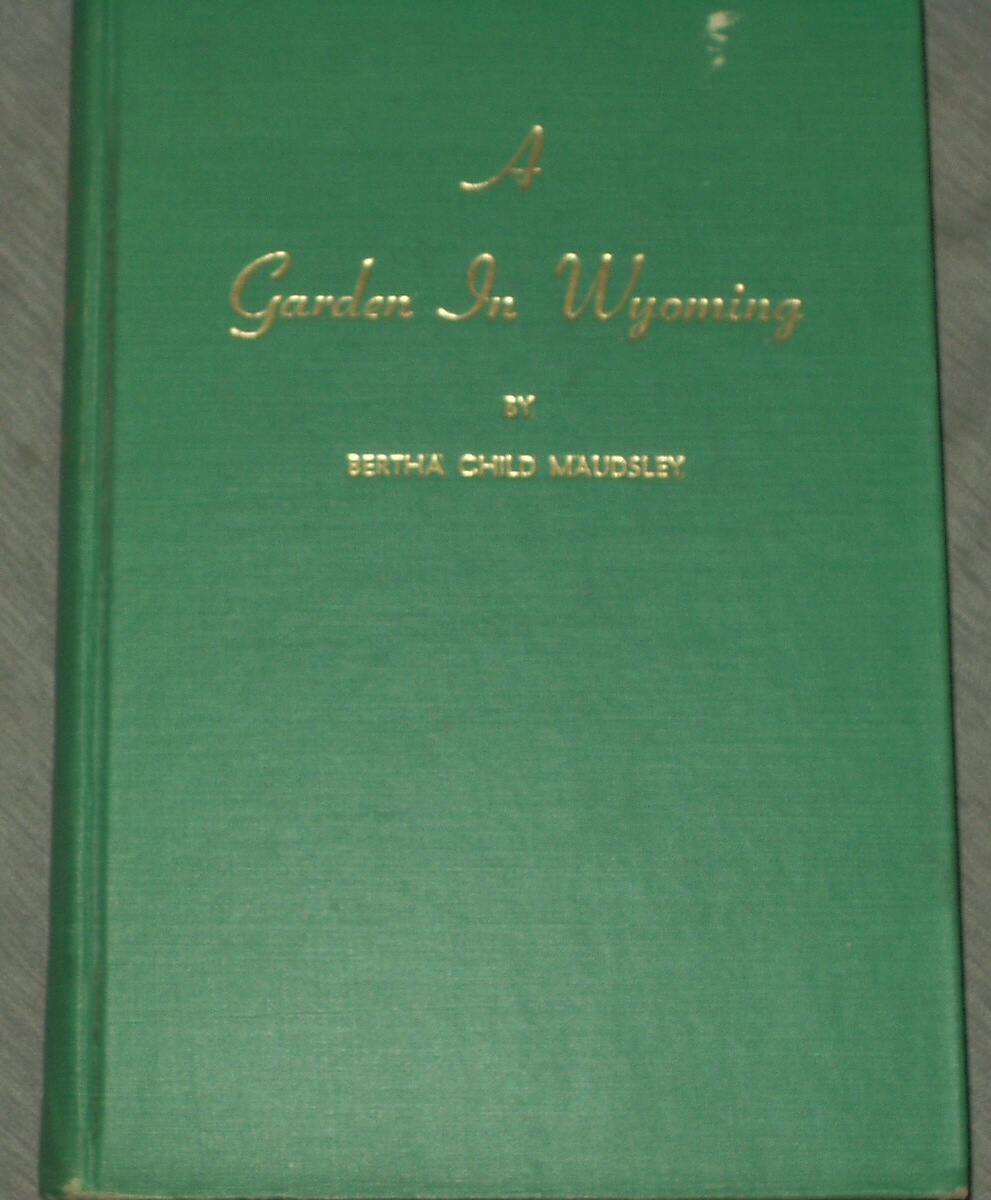 A
Garden In Wyoming
BY
BERTHA CHILD MAUDSLEY